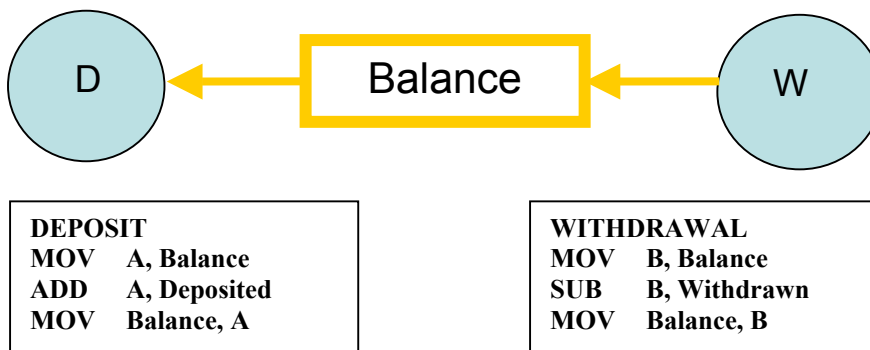 D
Balance
W
DEPOSIT
MOV A, Balance
ADD A, Deposited
MOV Balance, A
WITHDRAWAL
MOV B, Balance
SUB B, Withdrawn
MOV Balance, B